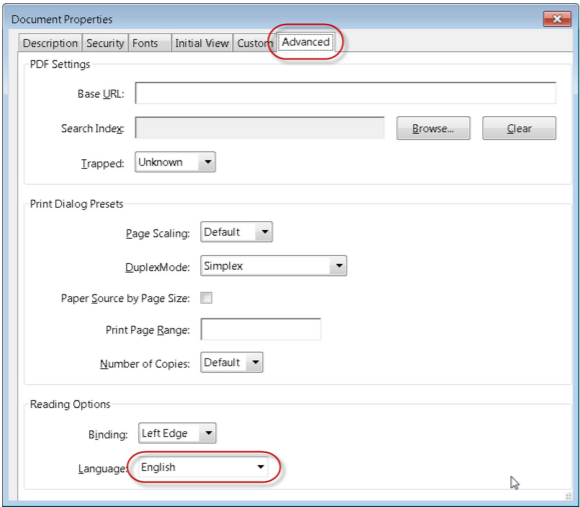 Document Properties
Description Security Fonts Initial View Custom Advanced
PDF Settings
Base URL:
Search Index: Browse... Clear
Trapped: Unknown
Print Dialog Presets
Page Scaling: Default
DuplexMode: Simplex
Paper Source by Page Size:
Print Page Range:
Number of Copies: Default
Reading Options
Binding: Left Edge
Language: English